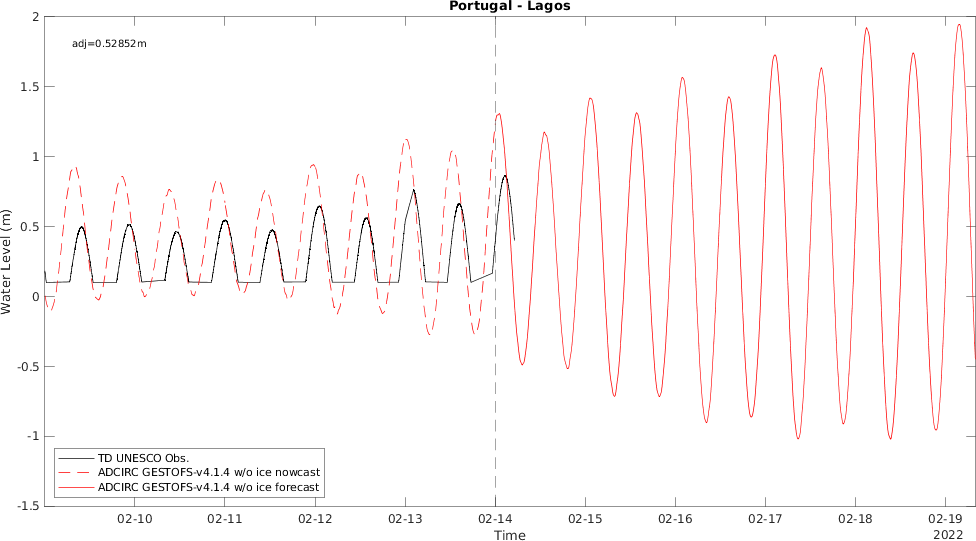 Portugal - Lagos
adj=0.52852m
Water Level (m)
2
1.5
1
0.5
0
-0.5
-1
-1.5
TD UNESCO Obs.
ADCIRC GESTOFS-v4.1.4 w/o ice nowcast
ADCIRC GESTOFS-v4.1.4 w/o ice forecast
02-10 02-11 02-12 02-13 02-14 02-15 02-16 02-17 02-18 02-19
Time
2022